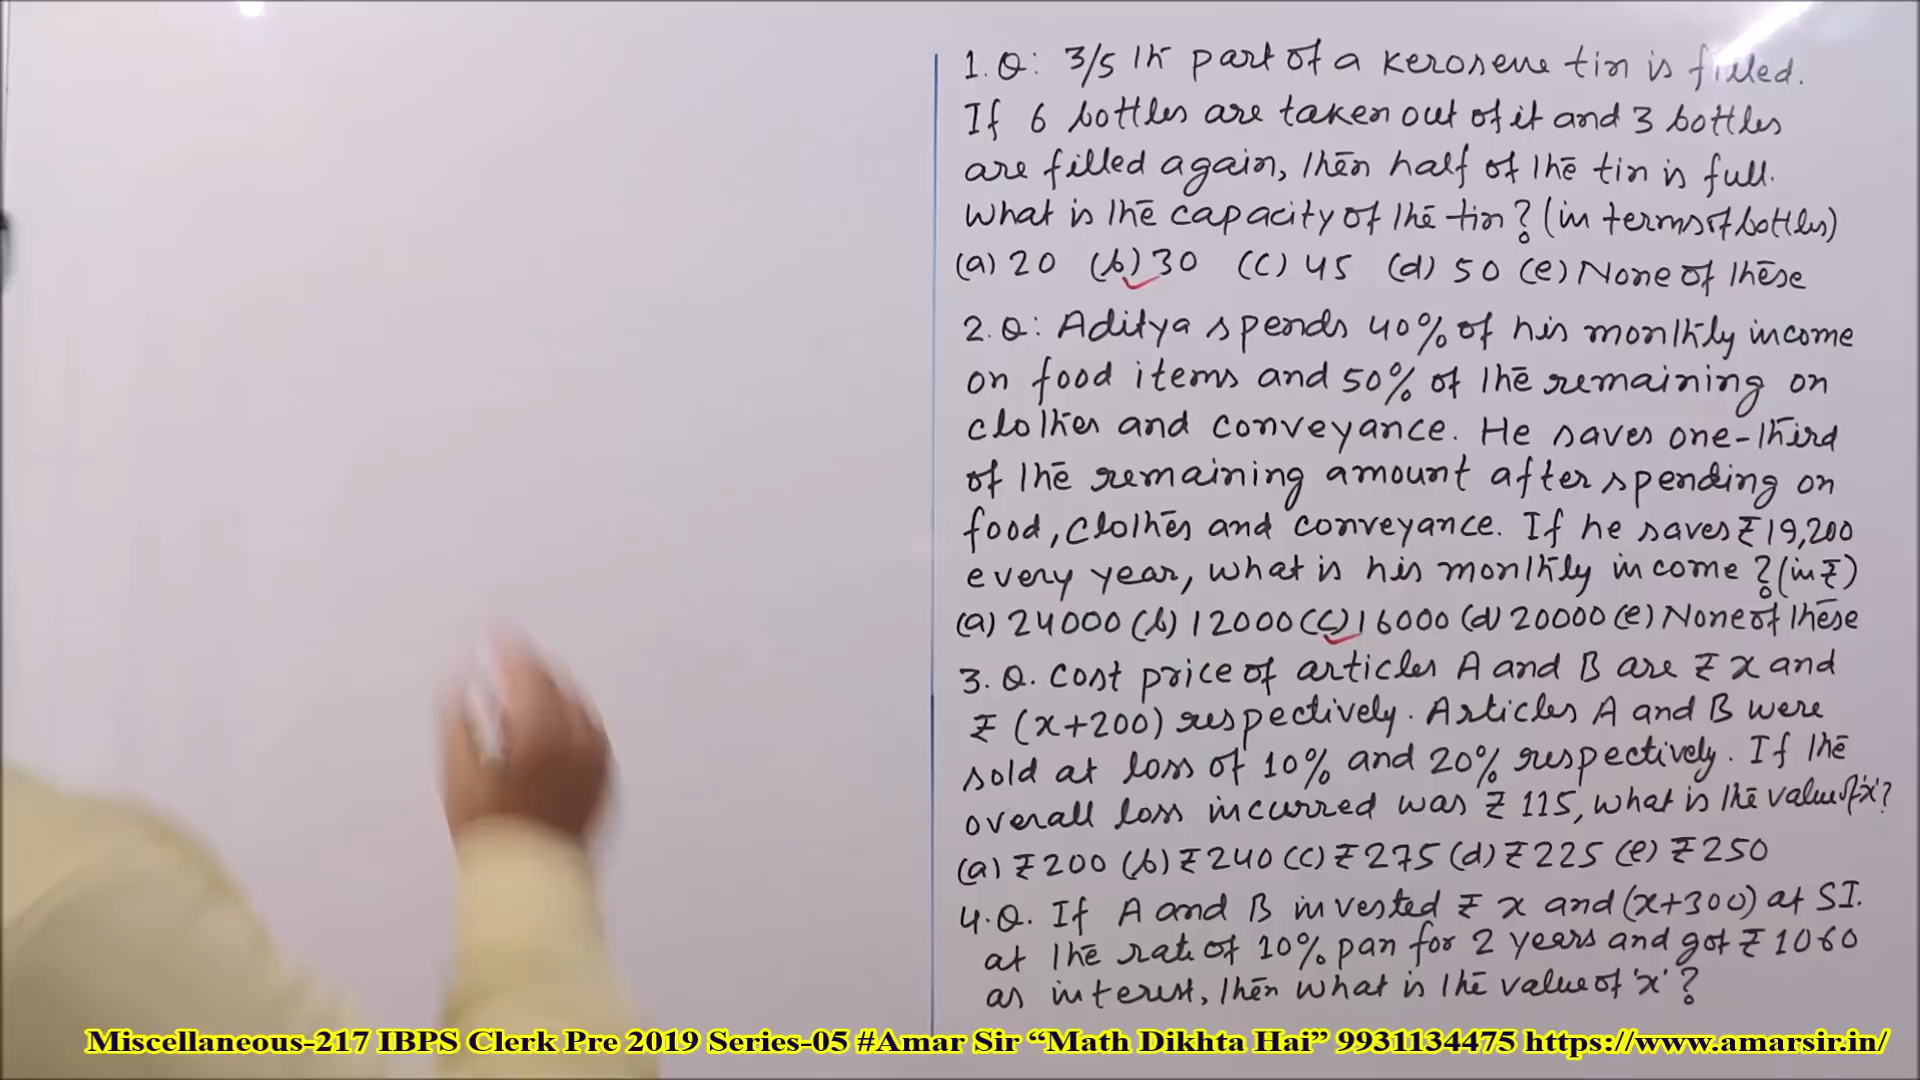 1. Q: 3/5 th part of a kerosene tin is filled.
If 6 bottles are taken out of it and 3 bottles
are filled again, then half of the tin is full.
What is the capacity of the tin? (in terms of bottles)
(a) 20 (b) 30 (c) 45 (d) 50 (e) None of these
2. Q: Aditya spends 40% of his monthly income
on food items and 50% of the remaining on
clothes and conveyance. He saves one-third
of the remaining amount after spending on
food, clothes and conveyance. If he saves ₹19,200
every year, what is his monthly income? (in ₹)
(a) 24000 (b) 12000 (c) 16000 (d) 20000 (e) None of these
3. Q. Cost price of articles A and B are ₹ x and
₹ (x+200) respectively. Articles A and B were
sold at loss of 10% and 20% respectively. If the
overall loss incurred was ₹ 115, what is the value of 'x'?
(a) ₹200 (b) ₹240 (c) ₹275 (d) ₹225 (e) ₹250
4. Q. If A and B invested ₹ x and (x+300) at SI.
at the rate of 10% pan for 2 years and got ₹1060
as interest, then what is the value of 'x'?
Miscellaneous-217 IBPS Clerk Pre 2019 Series-05 #Amar Sir “Math Dikhta Hai” 9931134475 https://www.amarsir.in/